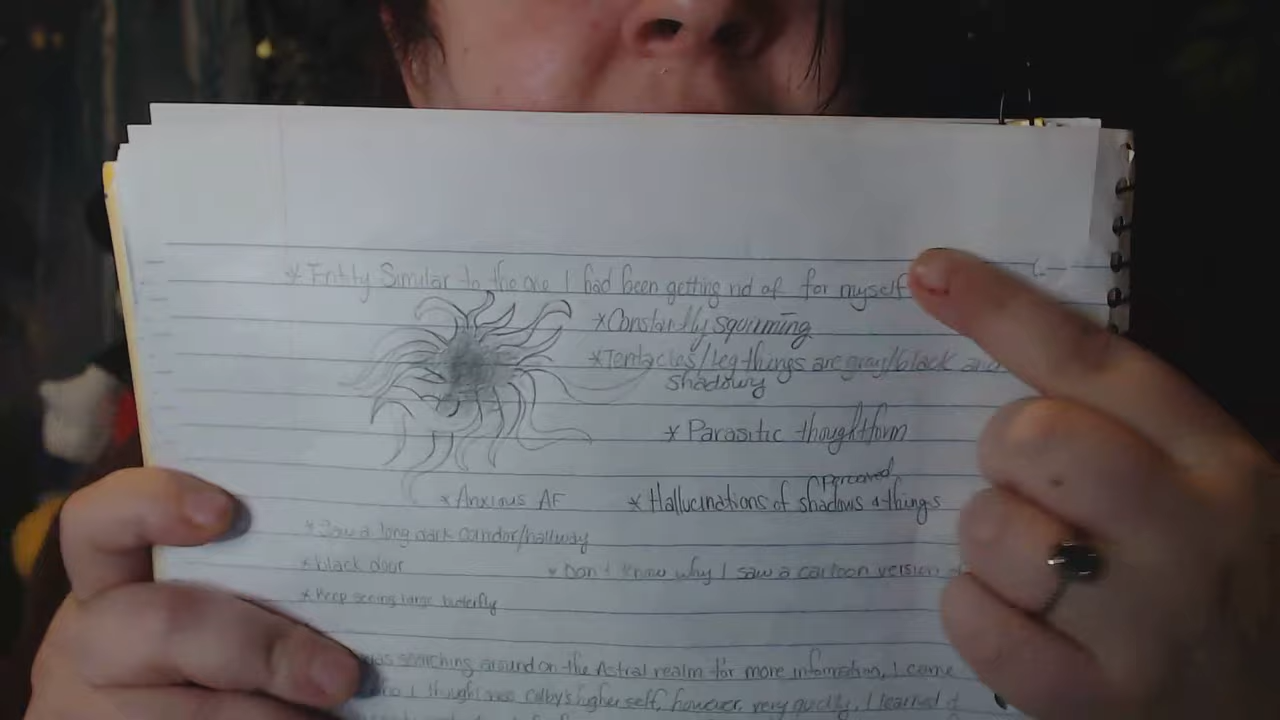 * Entity Similar to the one I had been getting rid of for myself
* Constantly squirming
* Tentacles/leg things are gray/black and
shadowy
* Parasitic thoughtform
* Anxious AF
* Hallucinations of perceived shadows & things
* Saw a long dark corridor/hallway
* black door
* Don't know why I saw a cartoon version
* Keep seeing large butterfly
was searching around on the Astral realm for more information, I came
I thought was Colby's higher self, however, very quickly, I learned